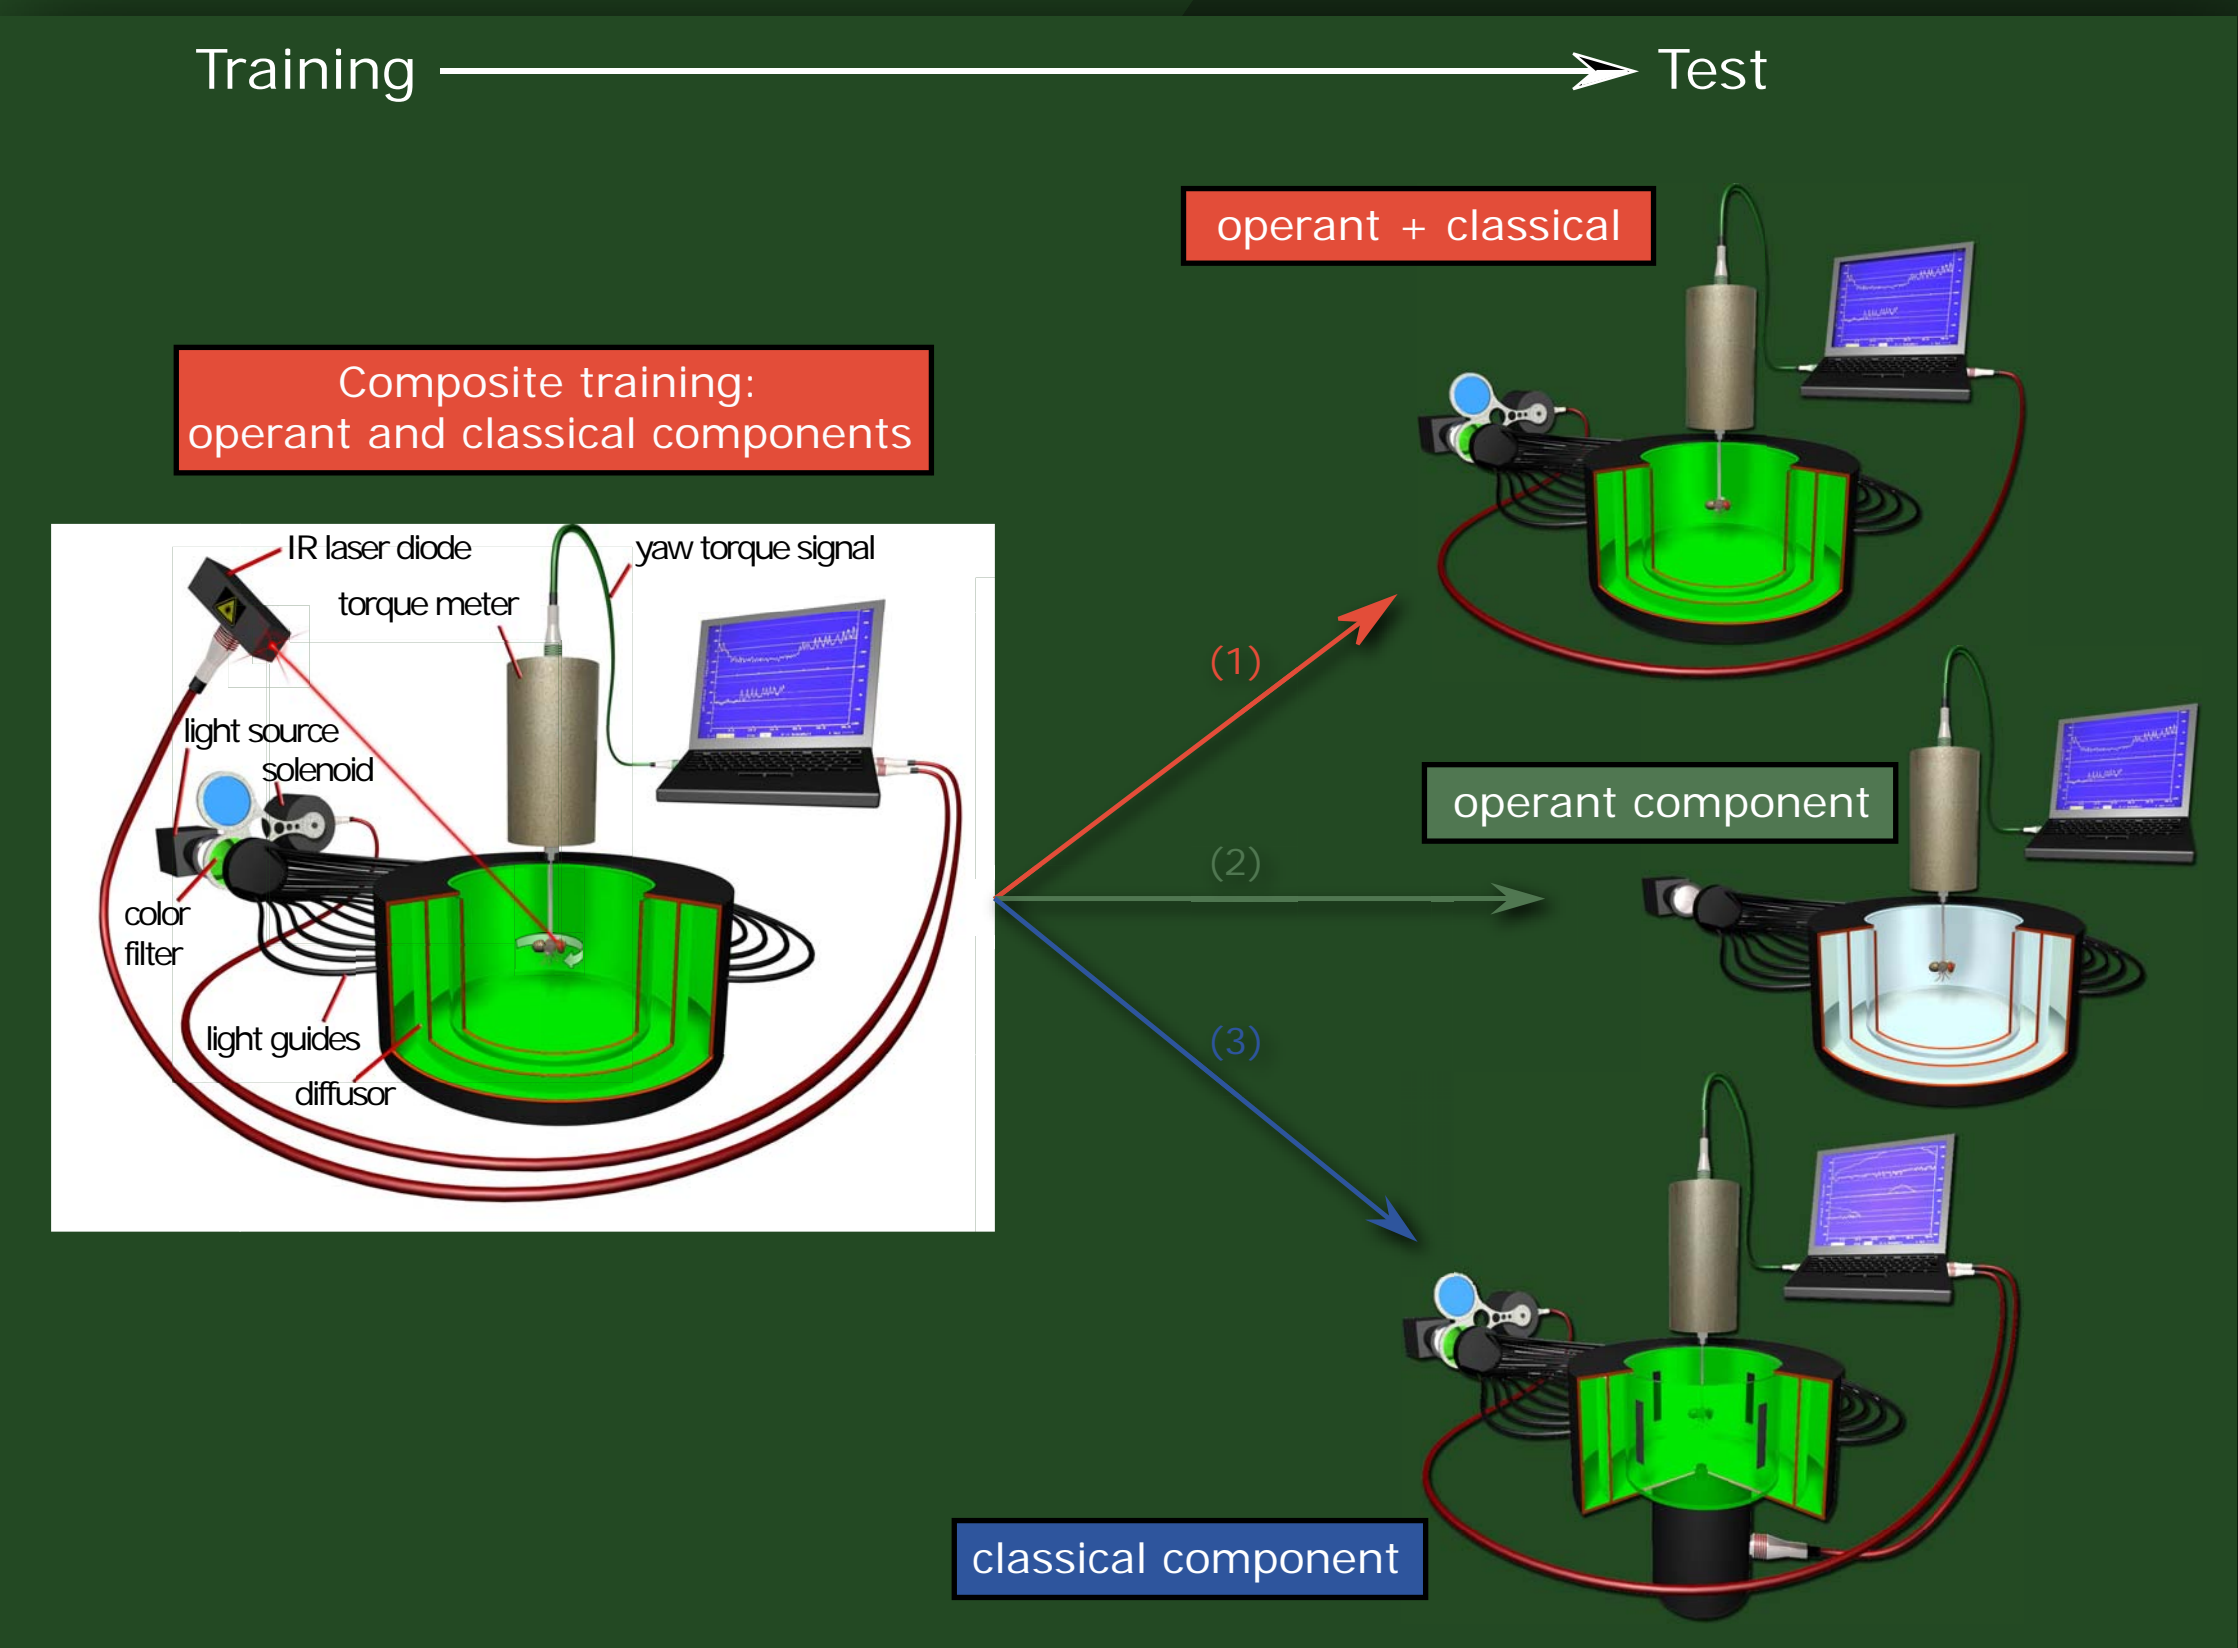 Training
Test
operant + classical
Composite training:
operant and classical components
IR laser diode
yaw torque signal
torque meter
light source
solenoid
color
filter
light guides
diffusor
(1)
operant component
(2)
(3)
classical component